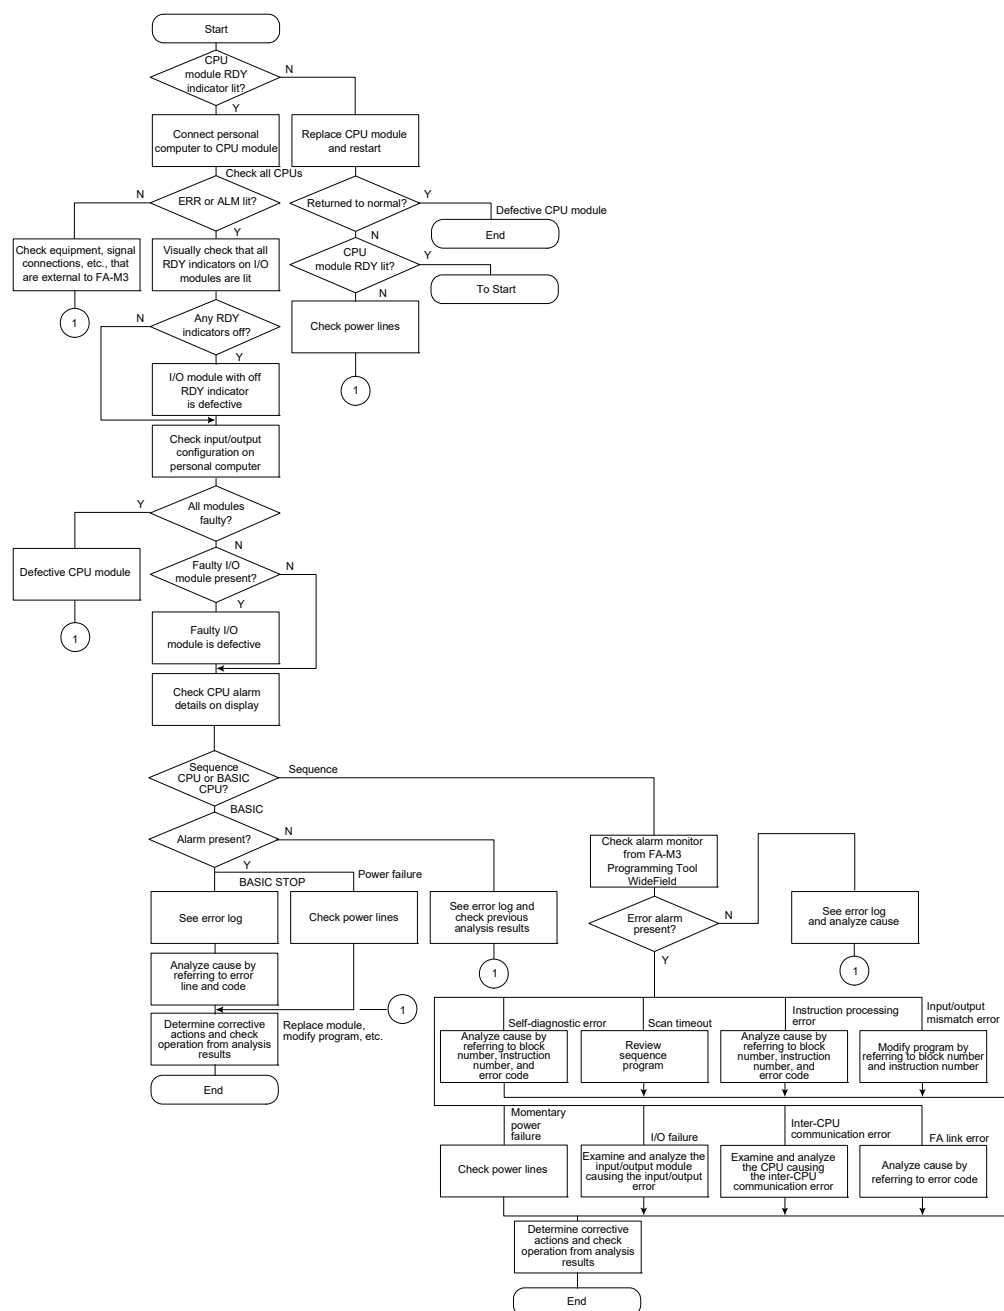 Start
CPU
module RDY
indicator lit?
N
Y
Connect personal
computer to CPU module
Replace CPU module
and restart
Check all CPUs
N
ERR or ALM lit?
Y
Returned to normal?
Y
Defective CPU module
N
End
Check equipment, signal
connections, etc., that
are external to FA-M3
1
Visually check that all
RDY indicators on I/O
modules are lit
CPU
module RDY lit?
Y
To Start
N
Check power lines
1
N
Any RDY
indicators off?
Y
I/O module with off
RDY indicator
is defective
Check input/output
configuration on
personal computer
Y
All modules
faulty?
N
Defective CPU module
1
Faulty I/O
module present?
N
Y
Faulty I/O
module is defective
Check CPU alarm
details on display
Sequence
CPU or BASIC
CPU?
Sequence
BASIC
Alarm present?
N
Y
BASIC STOP
Power failure
See error log
Check power lines
See error log and
check previous
analysis results
1
Analyze cause by
referring to error
line and code
1
Determine corrective
actions and check
operation from analysis
results
Replace module,
modify program, etc.
End
Check alarm monitor
from FA-M3
Programming Tool
WideField
Error alarm
present?
N
Y
See error log
and analyze cause
1
Self-diagnostic error
Analyze cause by
referring to block
number, instruction
number, and
error code
Scan timeout
Review
sequence
program
Instruction processing
error
Analyze cause by
referring to block
number, instruction
number, and
error code
Input/output
mismatch error
Modify program by
referring to block number
and instruction number
Momentary
power
failure
Check power lines
I/O failure
Examine and analyze the
input/output module
causing the input/output
error
Inter-CPU
communication error
Examine and analyze
the CPU causing
the inter-CPU
communication error
FA link error
Analyze cause by
referring to error code
Determine corrective
actions and check
operation from analysis
results
End